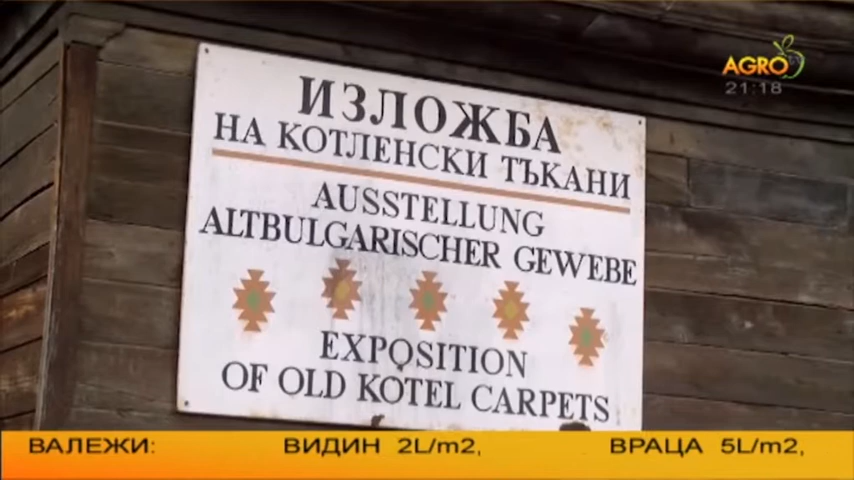 AGRO
21:18
ИЗЛОЖБА
НА КОТЛЕНСКИ ТЪКАНИ
AUSSTELLUNG
ALTBULGARISCHER GEWEBE
EXPOSITION
OF OLD KOTEL CARPETS
ВАЛЕЖИ: ВИДИН 2L/m2, ВРАЦА 5L/m2,